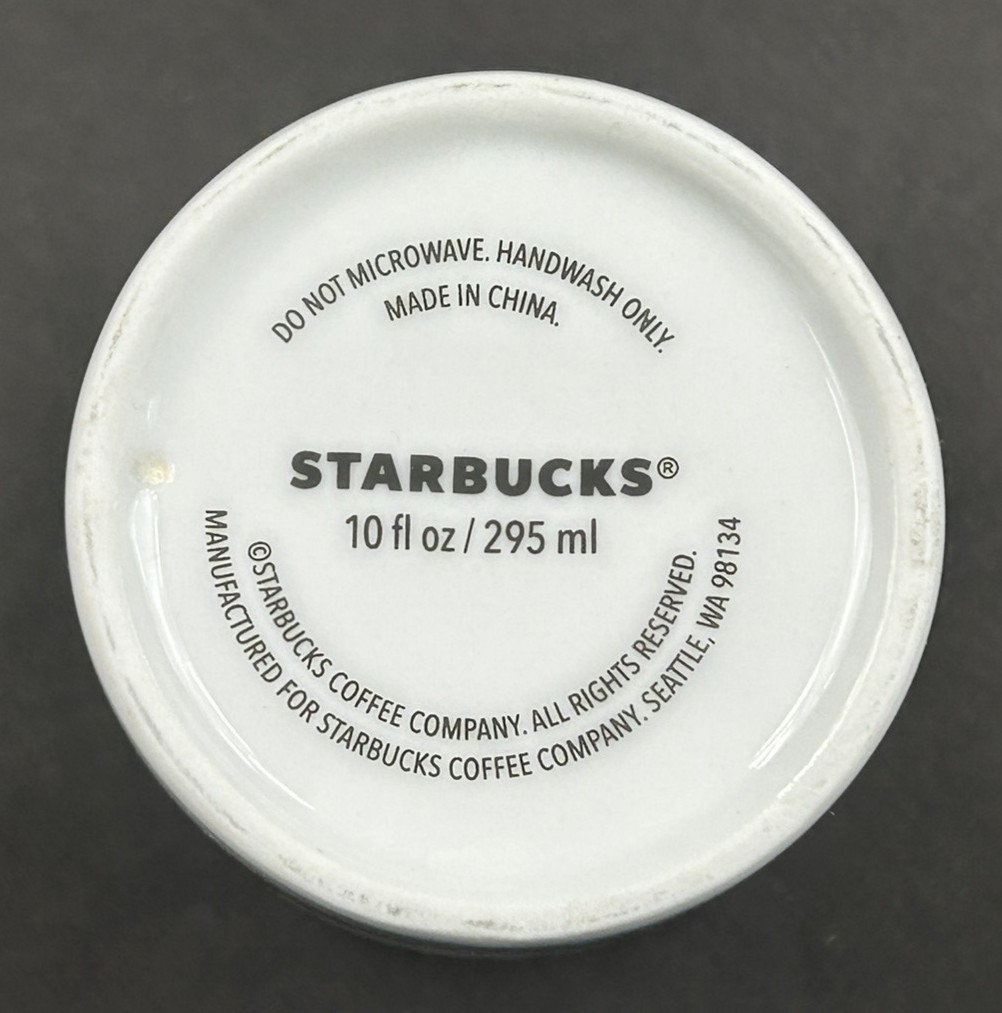 DO NOT MICROWAVE. HANDWASH ONLY.
MADE IN CHINA.
STARBUCKS®
10 fl oz / 295 ml
©STARBUCKS COFFEE COMPANY. ALL RIGHTS RESERVED.
MANUFACTURED FOR STARBUCKS COFFEE COMPANY. SEATTLE, WA 98134